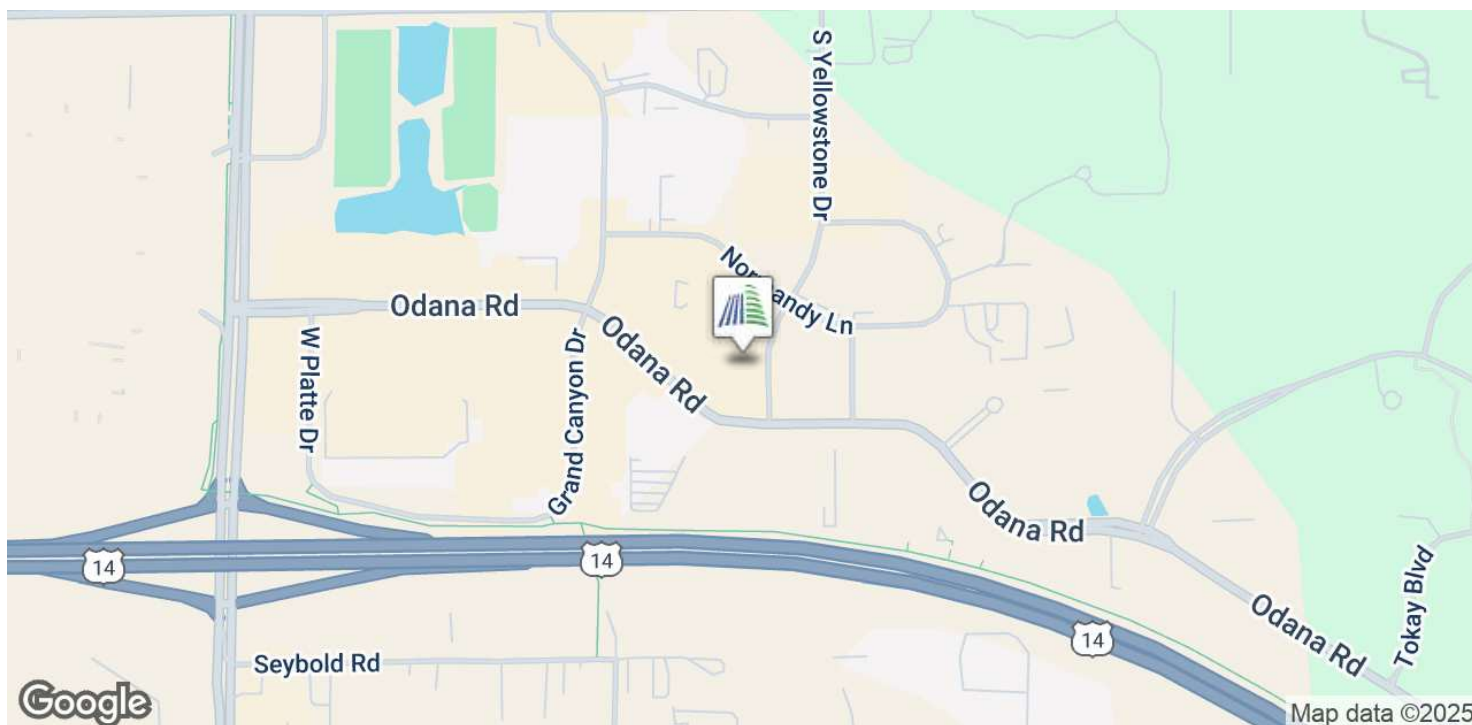 S Yellowstone Dr
Normandy Ln
Odana Rd
W Platte Dr
Grand Canyon Dr
Odana Rd
Odana Rd
Odana Rd
Tokay Blvd
14
14
14
Seybold Rd
Google
Map data ©2025